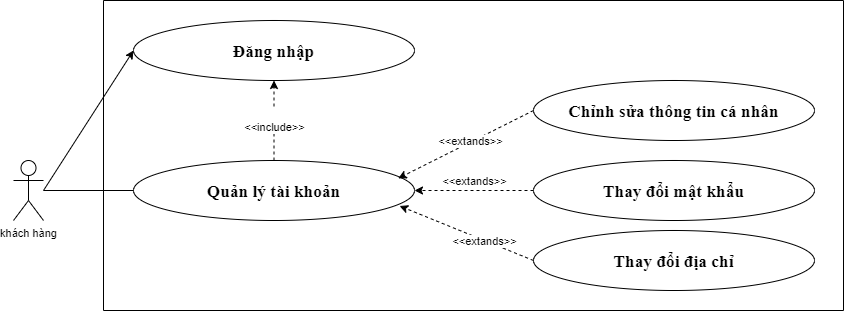 Đăng nhập
Chỉnh sửa thông tin cá nhân
<<include>>
<<extands>>
<<extands>>
Quản lý tài khoản
Thay đổi mật khẩu
khách hàng
<<extands>>
Thay đổi địa chỉ